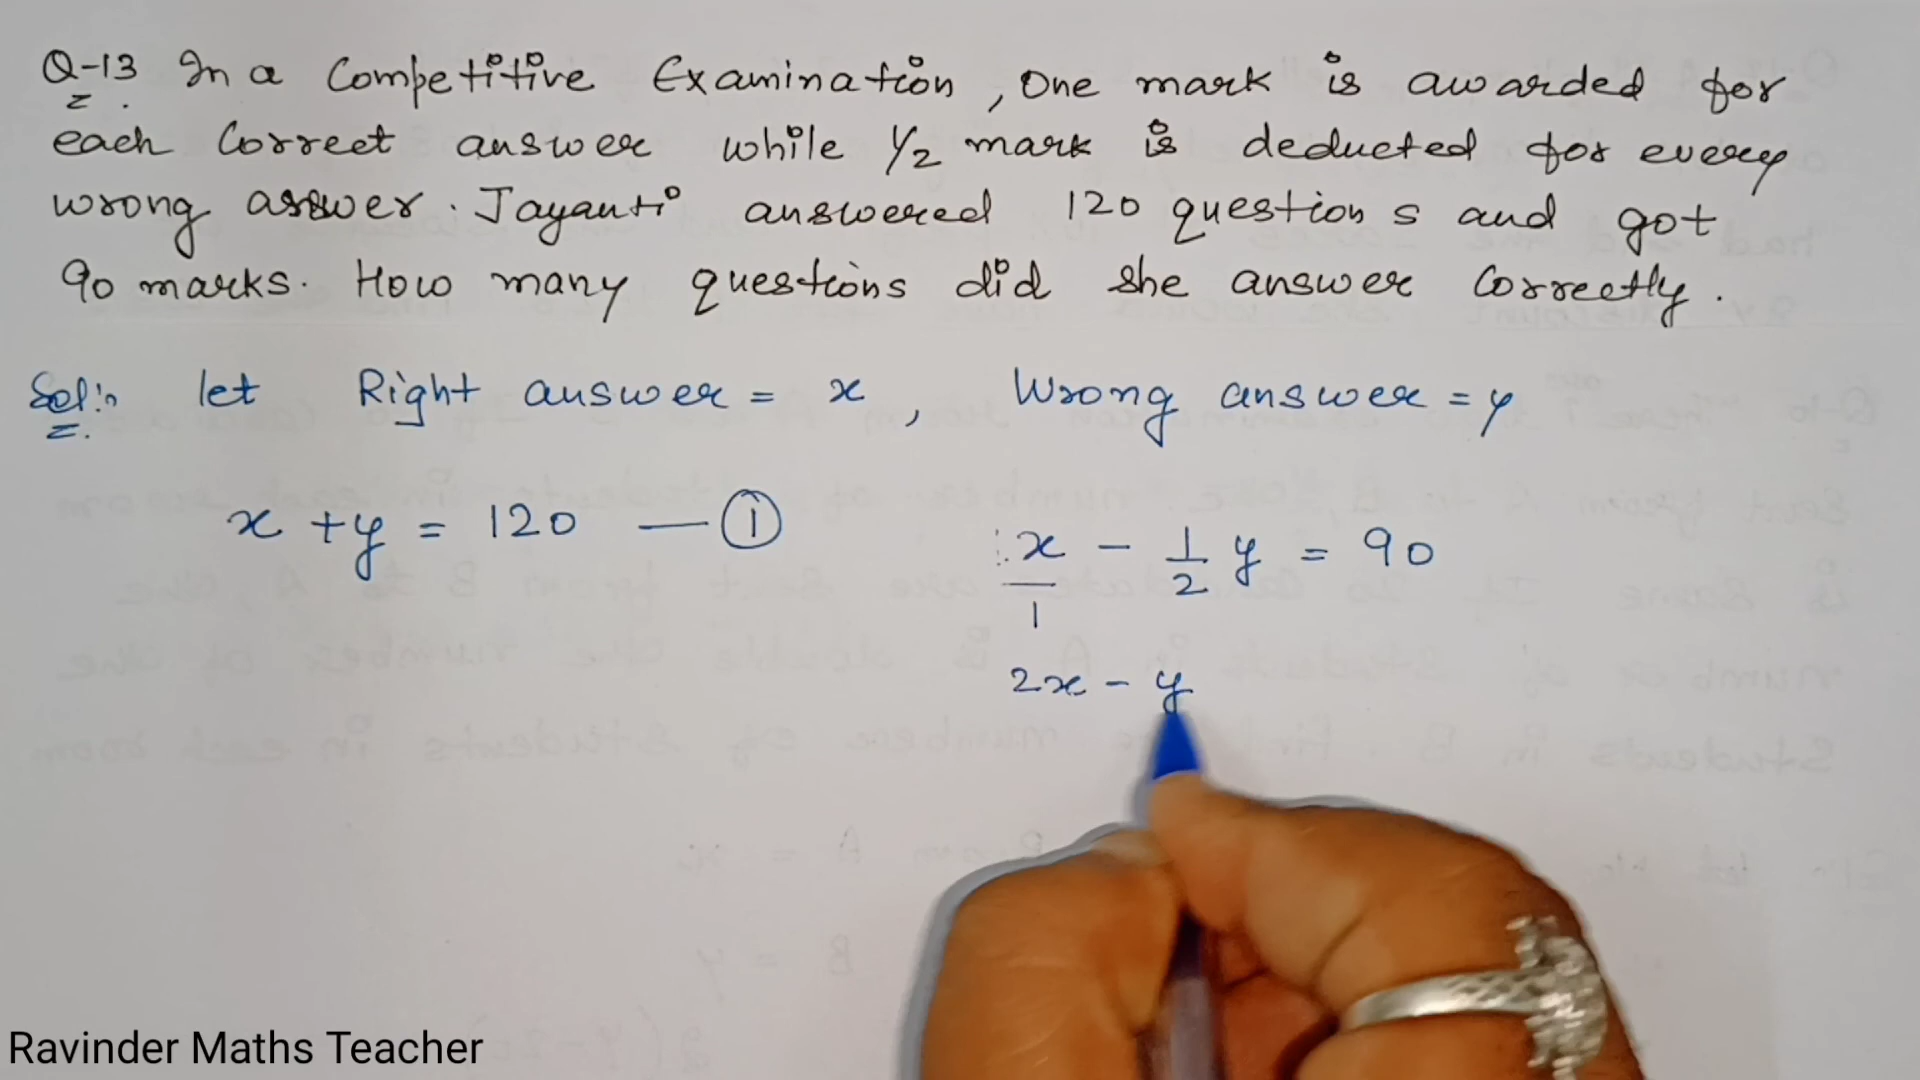 Q-13 In a Competitive Examination, One mark is awarded for
each Correct answer while 1/2 mark is deducted for every
wrong answer. Jayanti answered 120 questions and got
90 marks. How many questions did she answer Correctly.
Sol:n let Right answer = x, Wrong answer = y
x + y = 120 — ①
x/1 - 1/2 y = 90
2x - y
Ravinder Maths Teacher